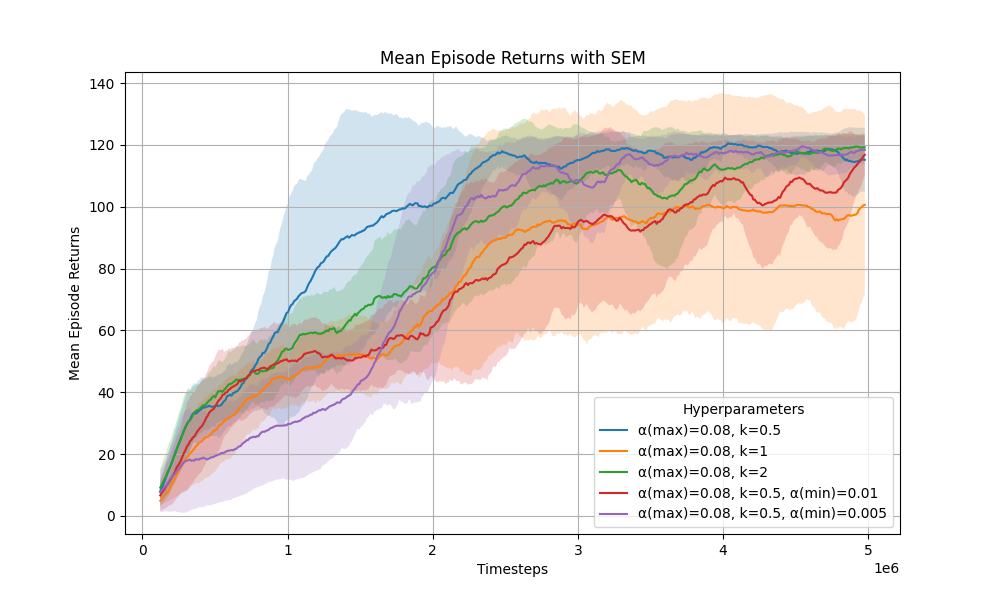 Mean Episode Returns with SEM
Mean Episode Returns
140
120
100
80
60
40
20
0
0 1 2 3 4 5
1e6
Timesteps
Hyperparameters
α(max)=0.08, k=0.5
α(max)=0.08, k=1
α(max)=0.08, k=2
α(max)=0.08, k=0.5, α(min)=0.01
α(max)=0.08, k=0.5, α(min)=0.005